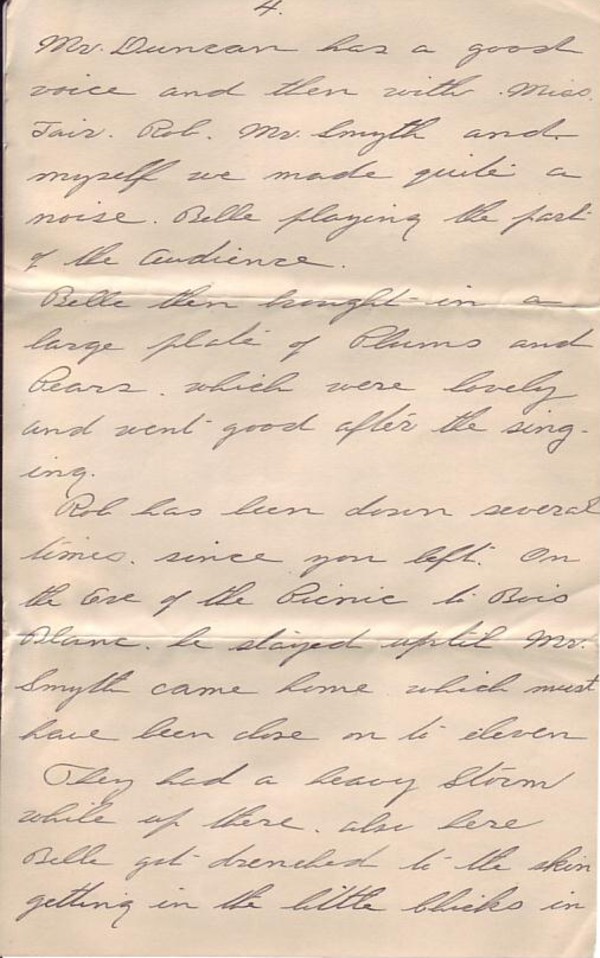 4.
Mr. Duncan has a good
voice and then with Miss.
Tair. Rob. Mr. Smyth and.
myself we made quite a
noise. Belle playing the part
of the Audience.
Belle then brought in a
large plate of Plums and
Pears. which were lovely
and went good after the sing-
ing.
Rob has been down several
times. since you left. On
the Eve of the Picnic to Bois
Blanc. he stayed uptil Mr.
Smyth came home which must
have been close on to eleven
They had a heavy Storm
while up there. also here
Belle got drenched to the skin
getting in the little Chicks in